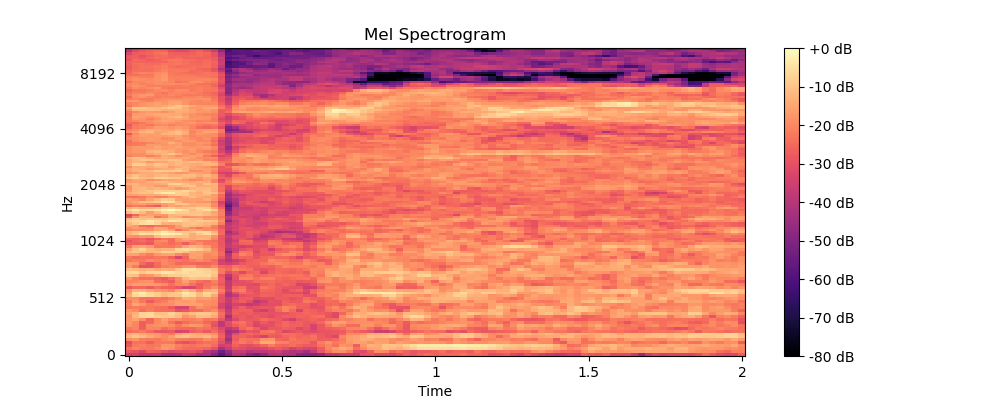 Mel Spectrogram
Hz
8192
4096
2048
1024
512
0
0 0.5 1 1.5 2
Time
+0 dB
-10 dB
-20 dB
-30 dB
-40 dB
-50 dB
-60 dB
-70 dB
-80 dB